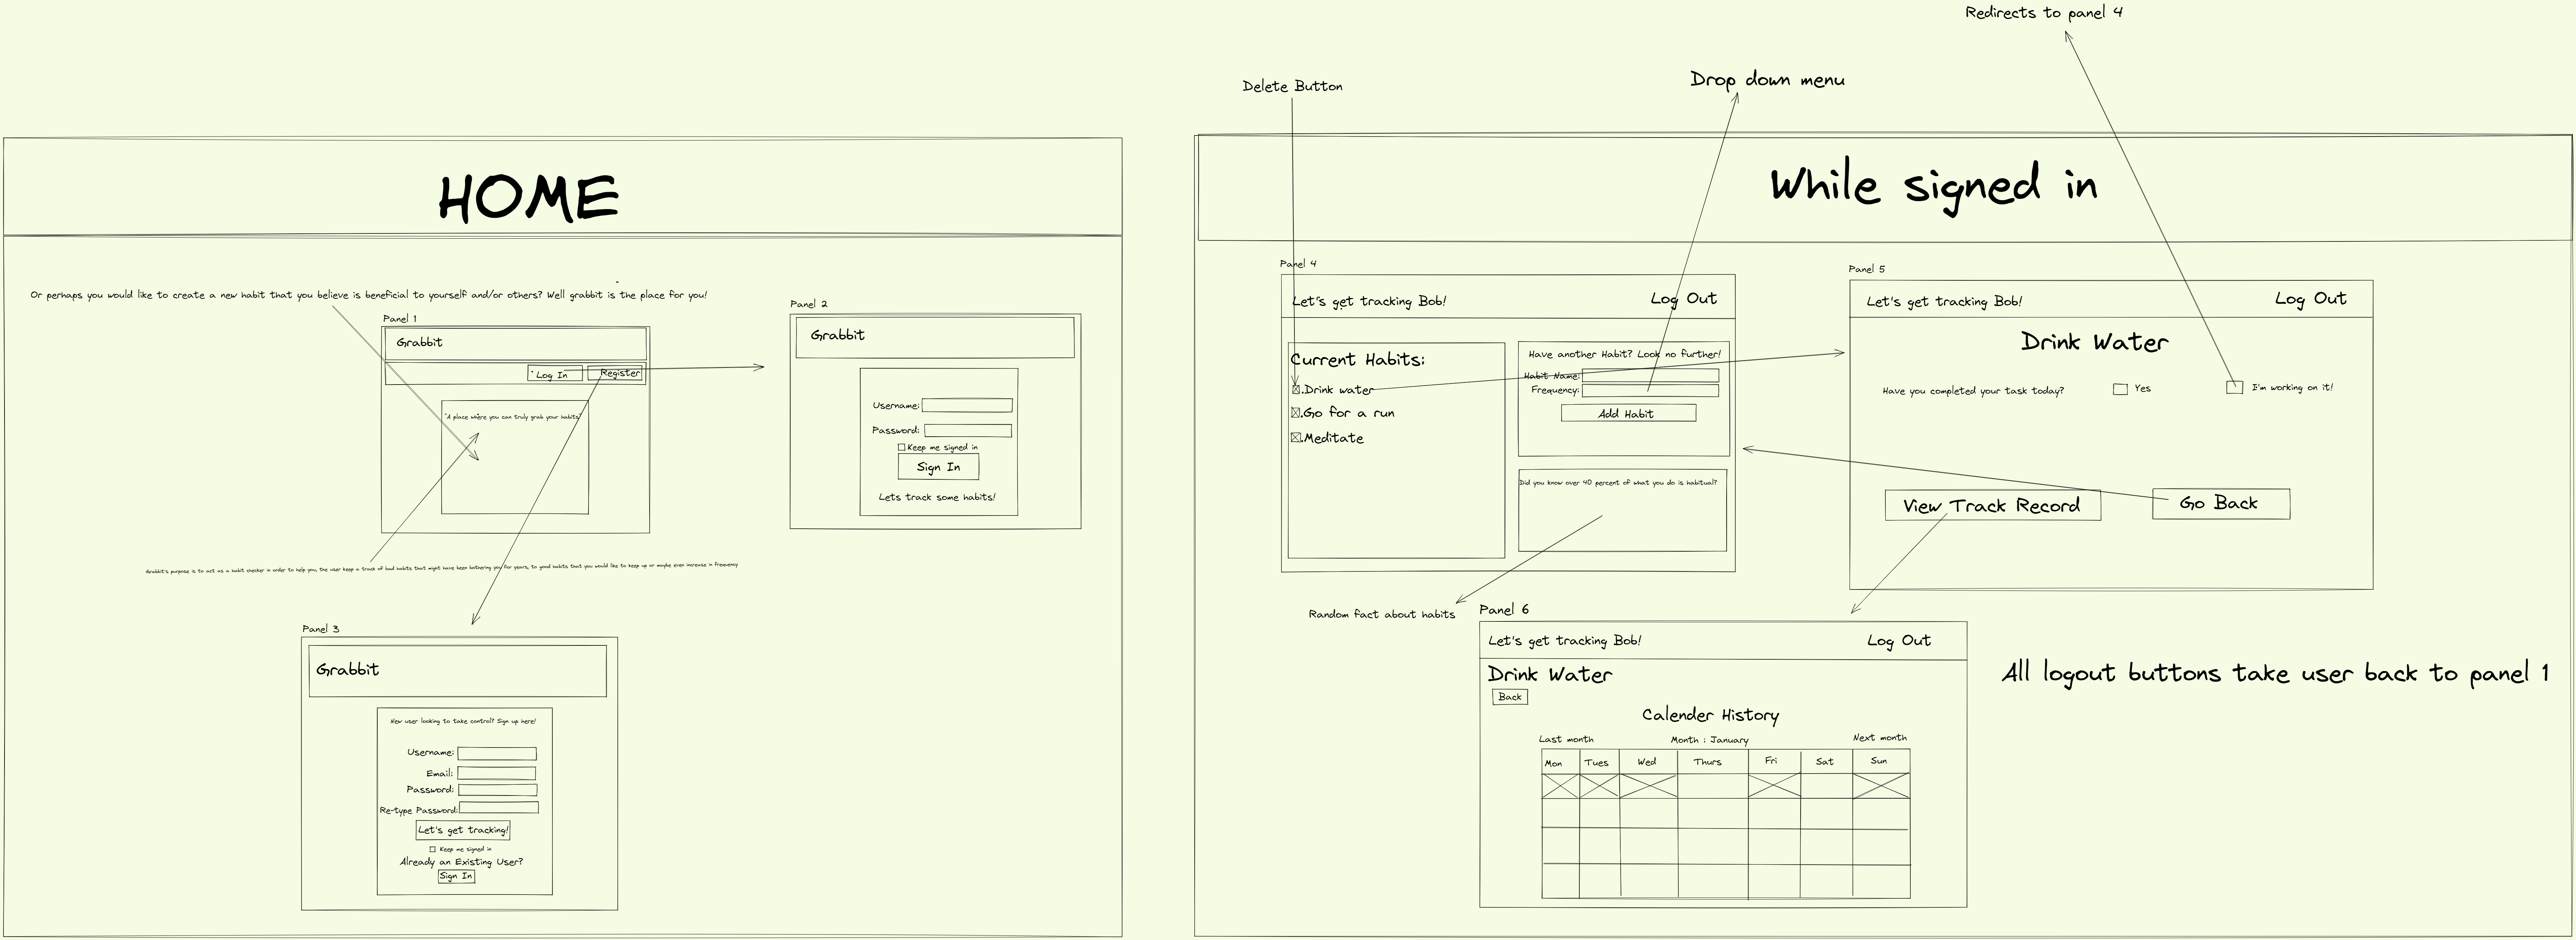 Redirects to panel 4
Delete Button
Drop down menu
HOME
Or perhaps you would like to create a new habit that you believe is beneficial to yourself and/or others? Well grabbit is the place for you!
Panel 1
Grabbit
Log In
Register
"A place where you can truly grab your habits"
Grabbit's purpose is to act as a habit checker in order to help you, the user keep a track of bad habits that might have been bothering you for years, to good habits that you would like to keep up or maybe even increase in frequency
Panel 2
Grabbit
Username:
Password:
Keep me signed in
Sign In
Lets track some habits!
Panel 3
Grabbit
New user looking to take control? Sign up here!
Username:
Email:
Password:
Re-type Password:
Let's get tracking!
Keep me signed in
Already an Existing User?
Sign In
While signed in
Panel 4
Let's get tracking Bob!
Log Out
Current Habits:
.Drink water
.Go for a run
.Meditate
Have another Habit? Look no further!
Habit Name:
Frequency:
Add Habit
Did you know over 40 percent of what you do is habitual?
Random fact about habits
Panel 5
Let's get tracking Bob!
Log Out
Drink Water
Have you completed your task today?
Yes
I'm working on it!
View Track Record
Go Back
Panel 6
Let's get tracking Bob!
Log Out
Drink Water
Back
Calender History
Last month
Month : January
Next month
Mon Tues Wed Thurs Fri Sat Sun
All logout buttons take user back to panel 1